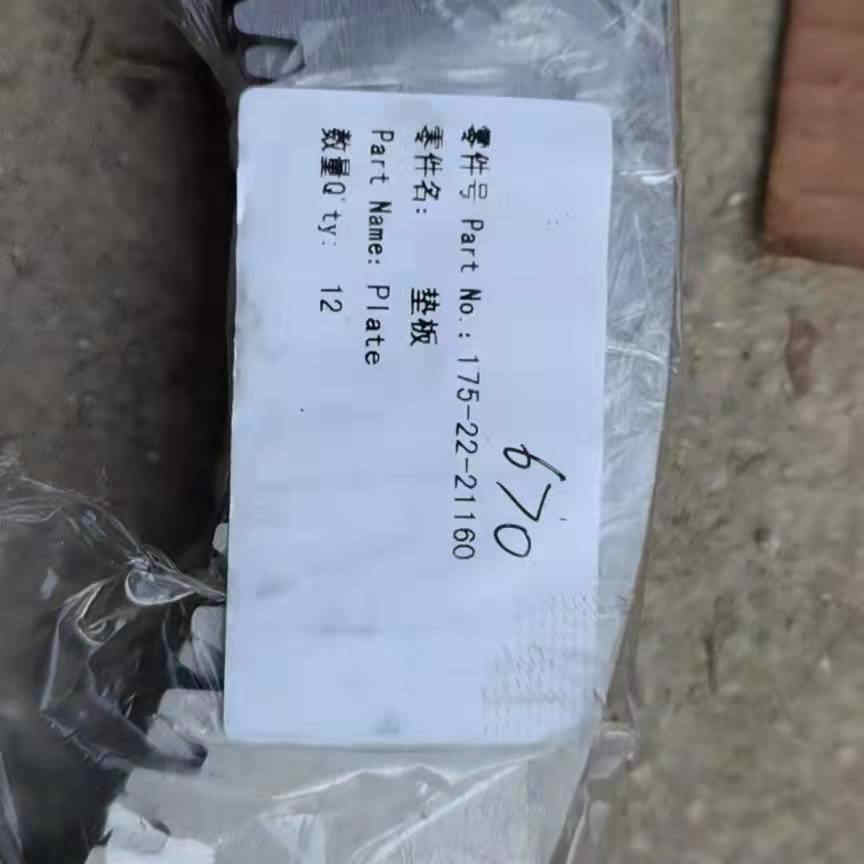 670
零件号 Part No.: 175-22-21160
零件名: 垫板
Part Name: Plate
数量Q'ty: 12